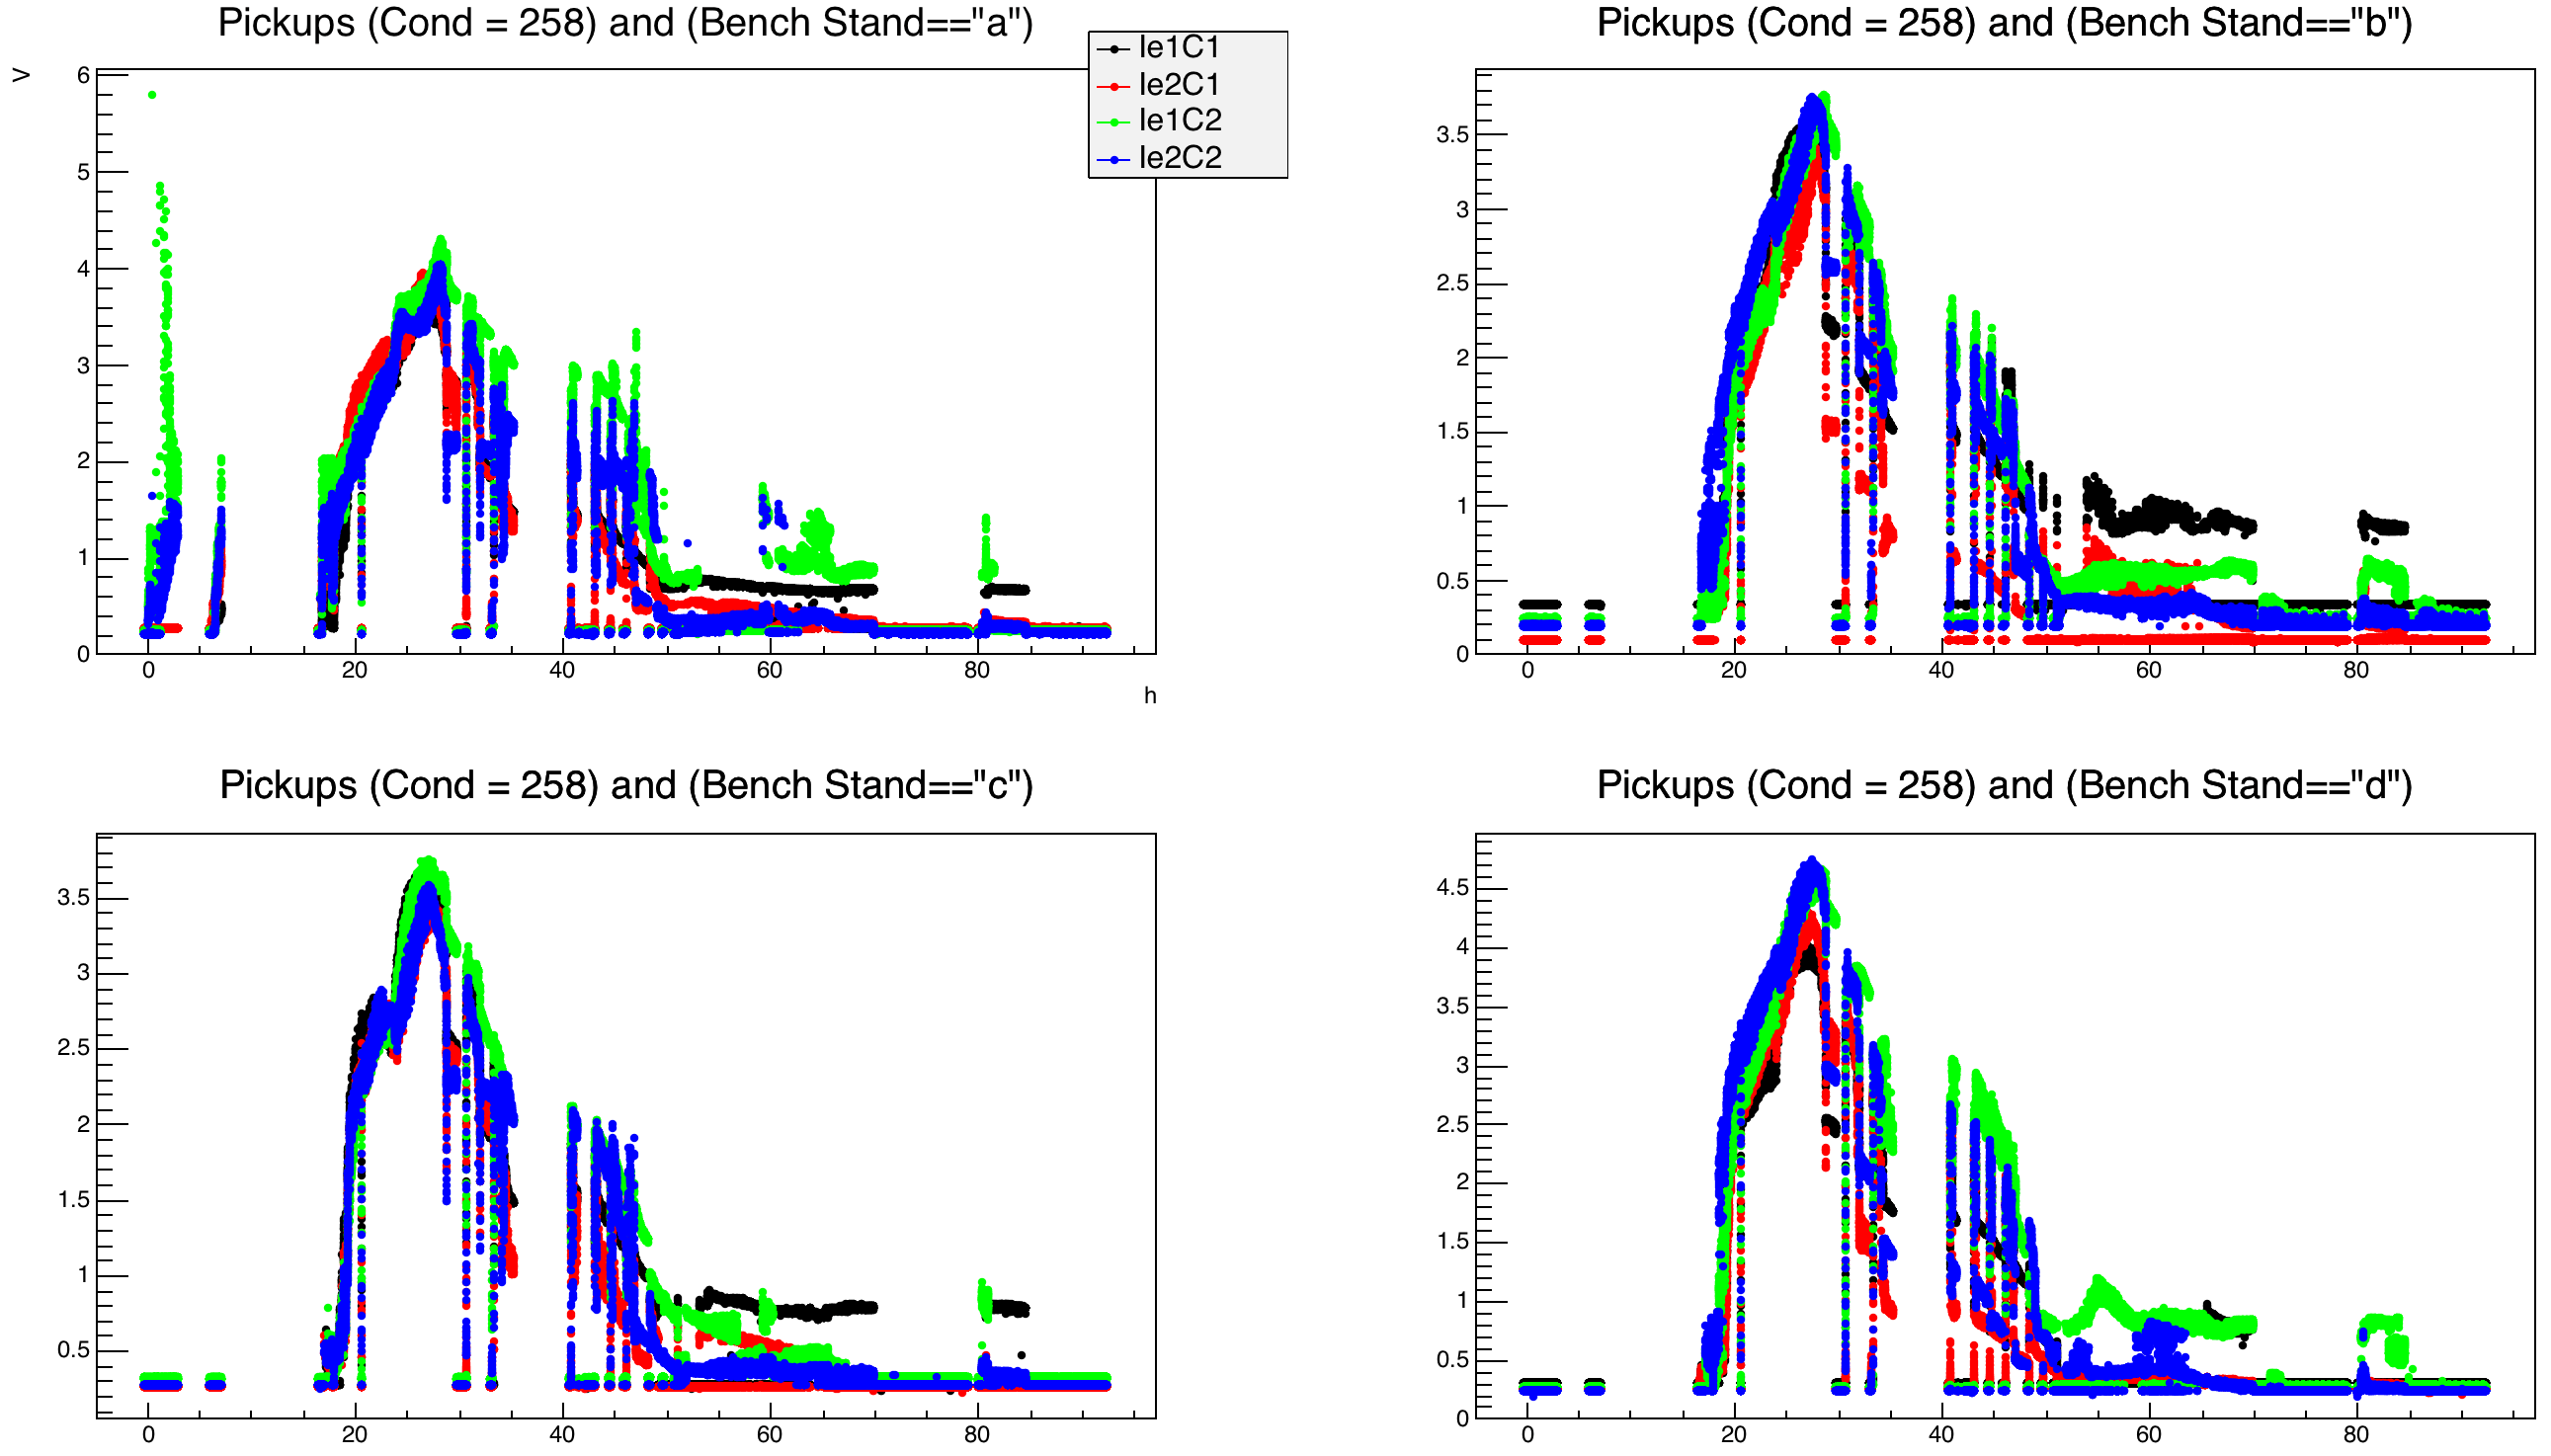 Pickups (Cond = 258) and (Bench Stand=="a")
V
6
5
4
3
2
1
0
0 20 40 60 80
h
Ie1C1
Ie2C1
Ie1C2
Ie2C2
Pickups (Cond = 258) and (Bench Stand=="b")
3.5
3
2.5
2
1.5
1
0.5
0
0 20 40 60 80
Pickups (Cond = 258) and (Bench Stand=="c")
3.5
3
2.5
2
1.5
1
0.5
0 20 40 60 80
Pickups (Cond = 258) and (Bench Stand=="d")
4.5
4
3.5
3
2.5
2
1.5
1
0.5
0
0 20 40 60 80